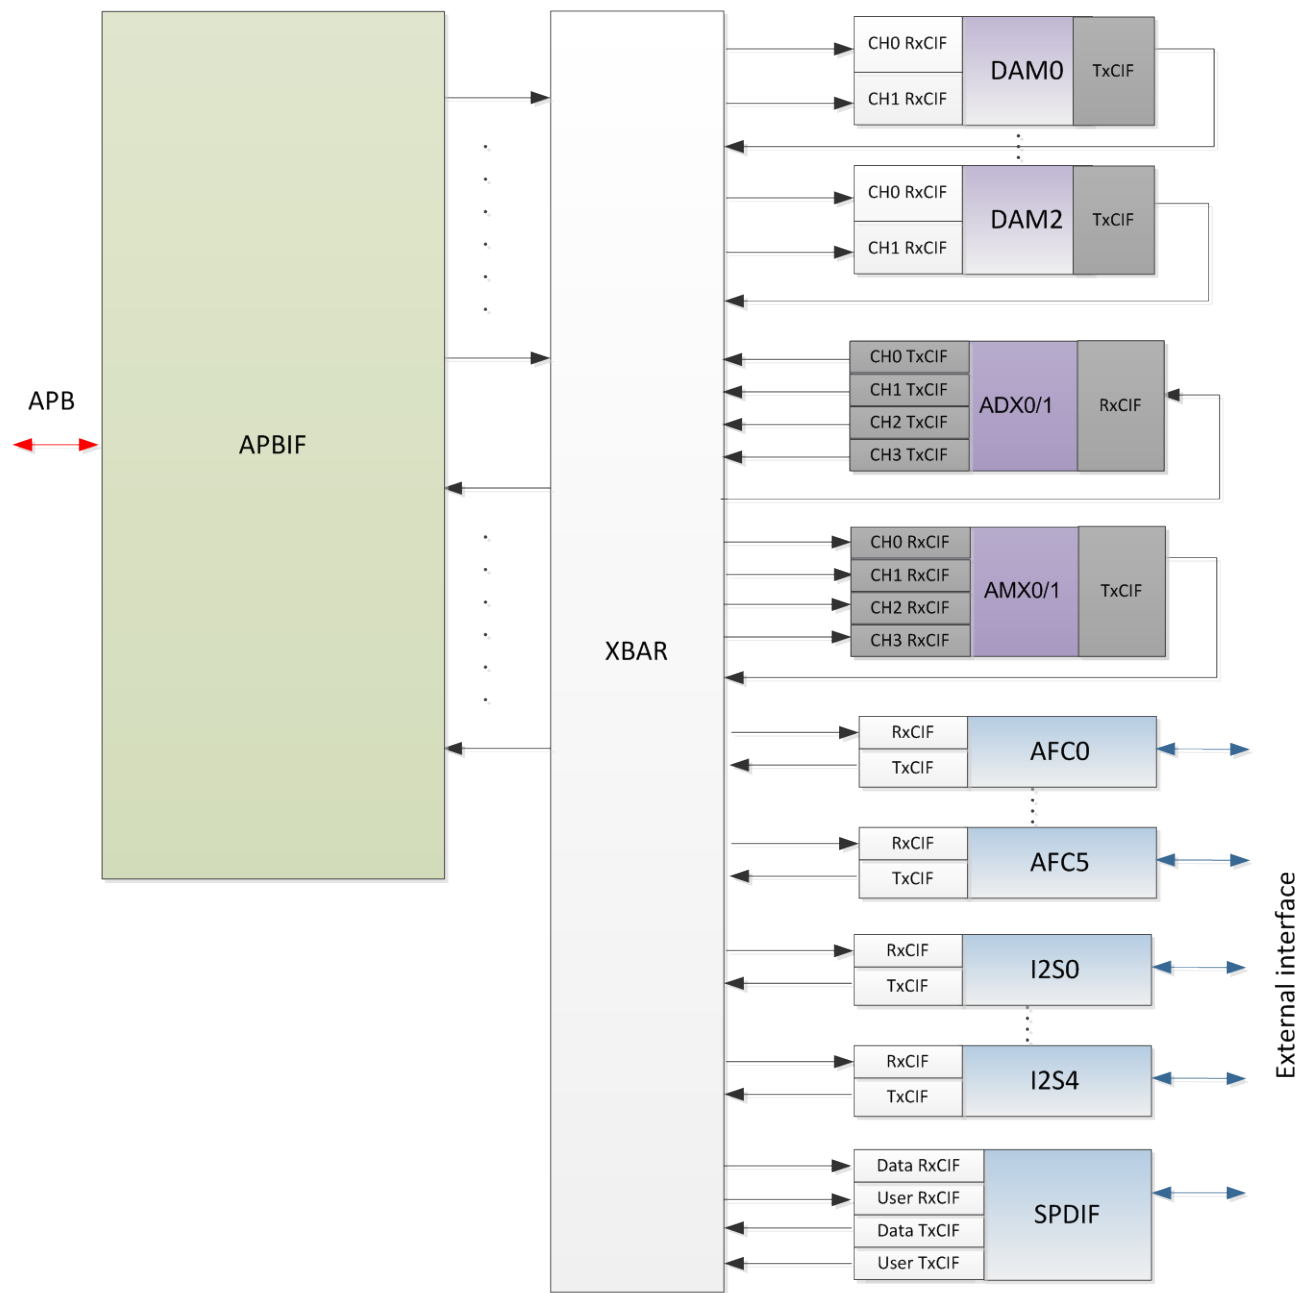 APB
APBIF
XBAR
CH0 RxCIF
CH1 RxCIF
DAM0
TxCIF
CH0 RxCIF
CH1 RxCIF
DAM2
TxCIF
CH0 TxCIF
CH1 TxCIF
CH2 TxCIF
CH3 TxCIF
ADX0/1
RxCIF
CH0 RxCIF
CH1 RxCIF
CH2 RxCIF
CH3 RxCIF
AMX0/1
TxCIF
RxCIF
TxCIF
AFC0
RxCIF
TxCIF
AFC5
RxCIF
TxCIF
I2S0
RxCIF
TxCIF
I2S4
Data RxCIF
User RxCIF
Data TxCIF
User TxCIF
SPDIF
External interface